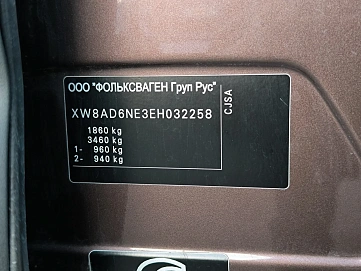 ООО "ФОЛЬКСВАГЕН Груп Рус"
XW8AD6NE3EH032258
1860 kg
3460 kg
1- 960 kg
2- 940 kg
CJSA